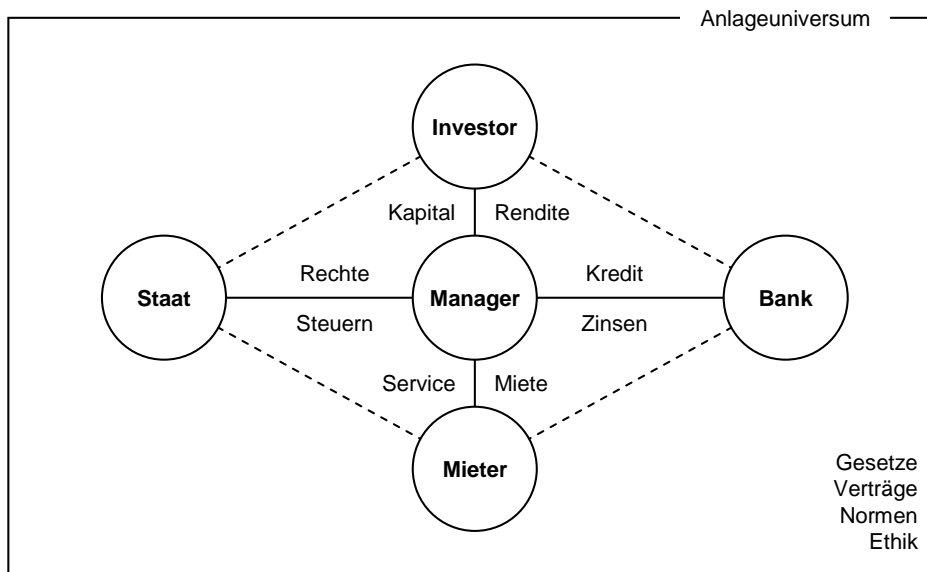 Anlageuniversum
Investor
Kapital Rendite
Rechte Kredit
Staat Manager Bank
Steuern Zinsen
Service Miete
Mieter
Gesetze
Verträge
Normen
Ethik